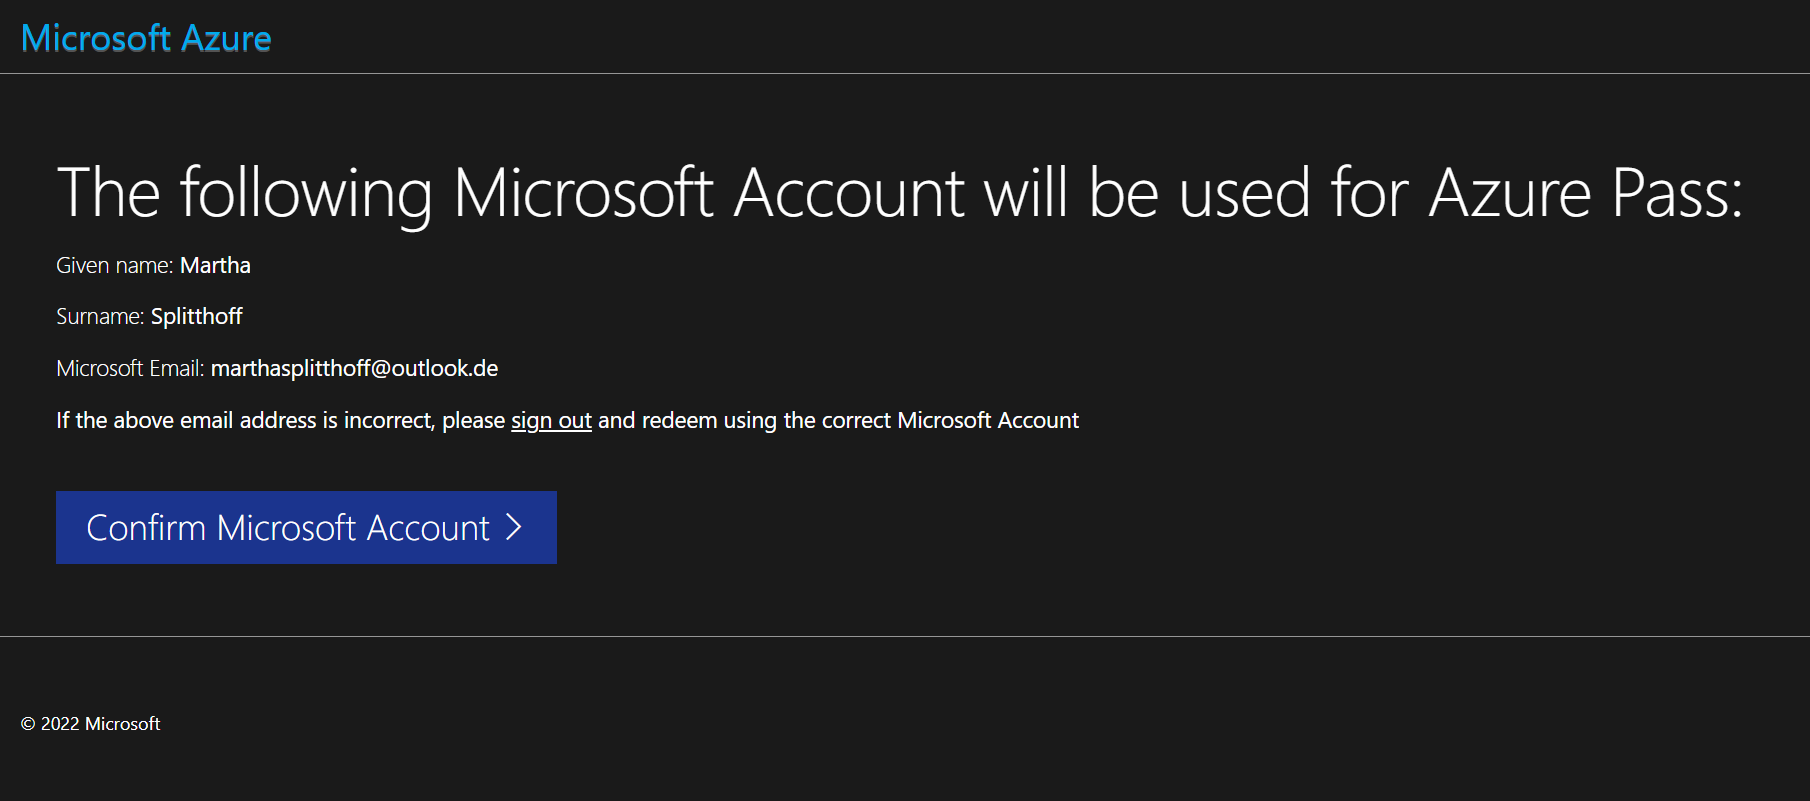 Microsoft Azure
The following Microsoft Account will be used for Azure Pass:
Given name: Martha
Surname: Splitthoff
Microsoft Email: marthasplitthoff@outlook.de
If the above email address is incorrect, please sign out and redeem using the correct Microsoft Account
Confirm Microsoft Account
© 2022 Microsoft